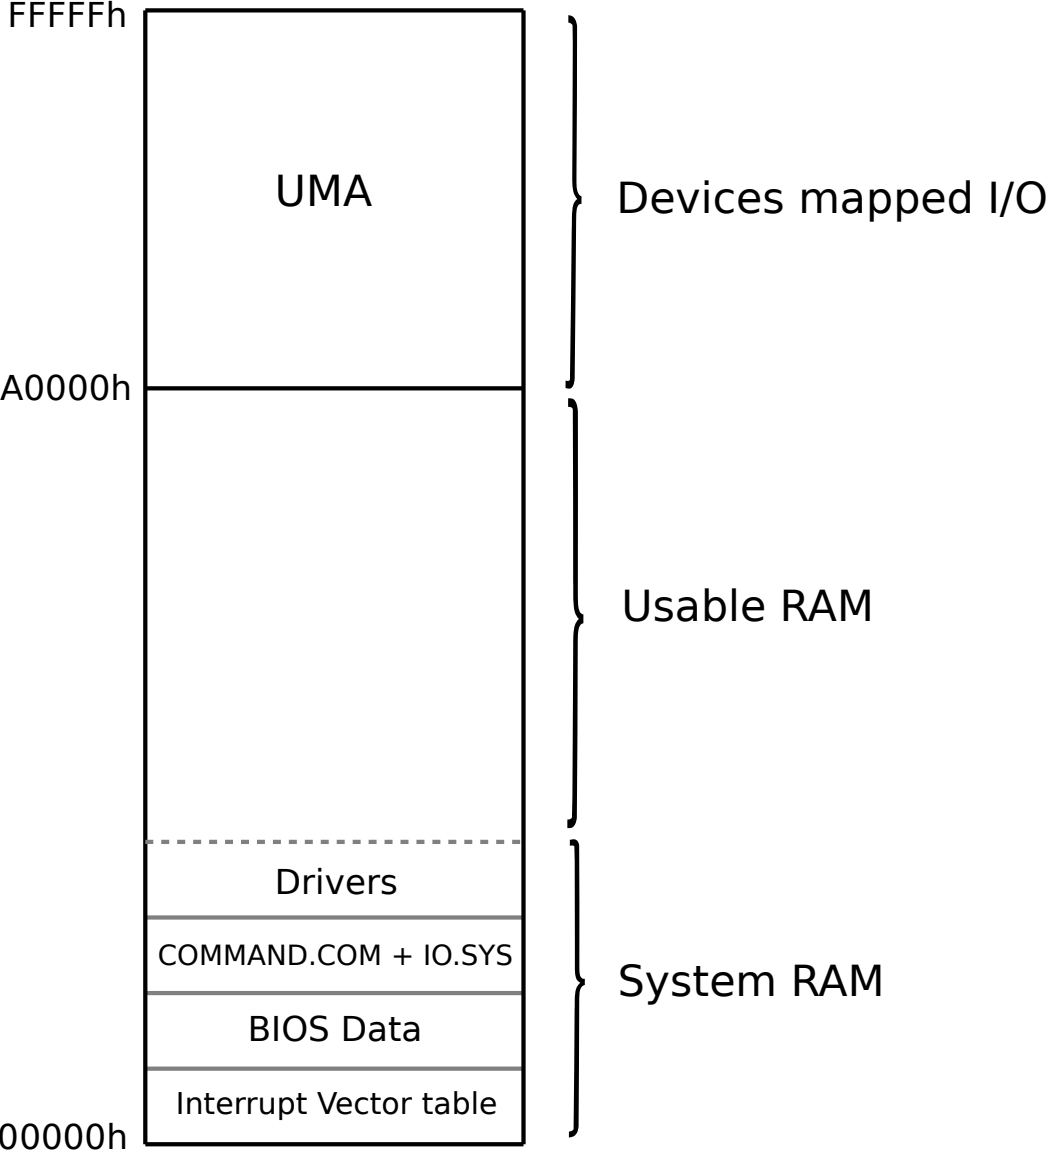 FFFFFh
UMA
Devices mapped I/O
A0000h
Usable RAM
Drivers
COMMAND.COM + IO.SYS
System RAM
BIOS Data
Interrupt Vector table
00000h